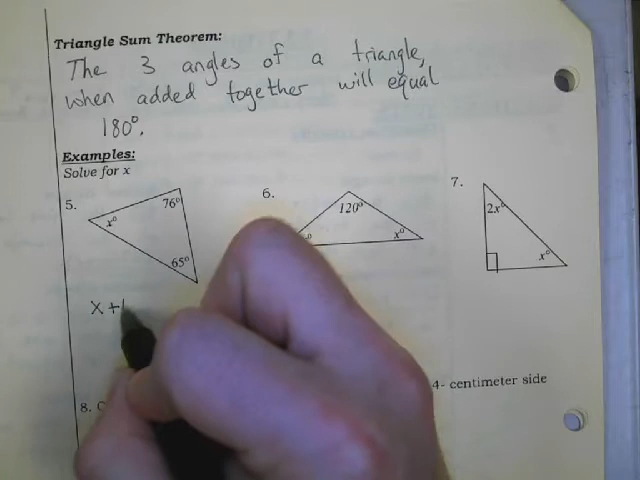 Triangle Sum Theorem:
The 3 angles of a triangle,
when added together will equal
180°.
Examples:
Solve for x
5.
76°
x°
65°
6.
120°
x°
7.
2x°
x°
x +
4- centimeter side
8.